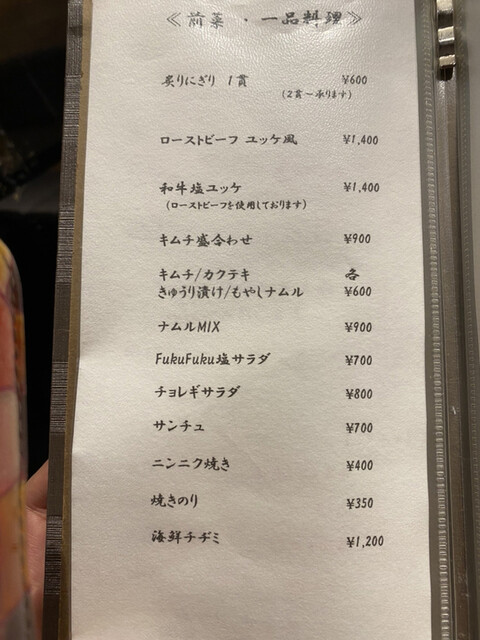 ≪前菜 ・ 一品料理≫
炙りにぎり 1貫 ¥600
(2貫〜承ります)
ローストビーフ ユッケ風 ¥1,400
和牛塩ユッケ ¥1,400
(ローストビーフを使用しております)
キムチ盛合わせ ¥900
キムチ/カクテキ 各
きゅうり漬け/もやしナムル ¥600
ナムルMIX ¥900
FukuFuku塩サラダ ¥700
チョレギサラダ ¥800
サンチュ ¥700
ニンニク焼き ¥400
焼きのり ¥350
海鮮チヂミ ¥1,200